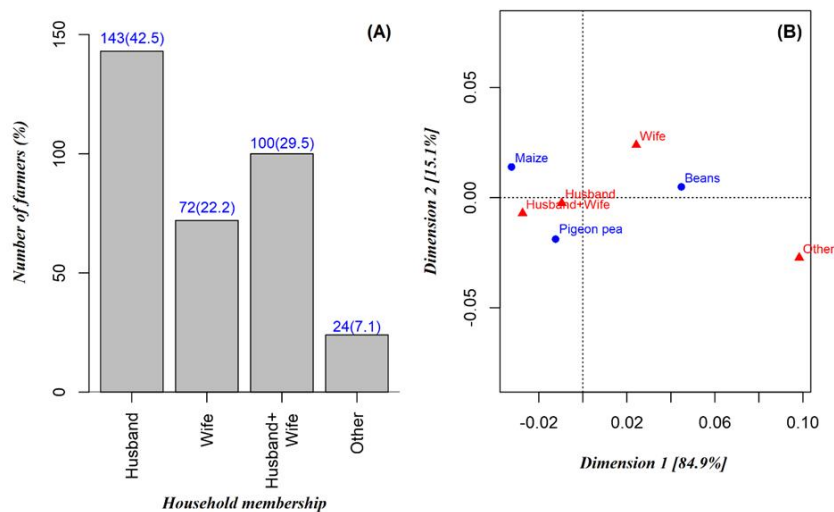 (A)
Number of farmers (%)
150
100
50
0
143(42.5)
72(22.2)
100(29.5)
24(7.1)
Husband
Wife
Husband+
Wife
Other
Household membership
(B)
Dimension 2 [15.1%]
0.05
0.00
-0.05
Wife
Maize
Beans
Husband
Husband+Wife
Pigeon pea
Other
-0.02
0.02
0.06
0.10
Dimension 1 [84.9%]